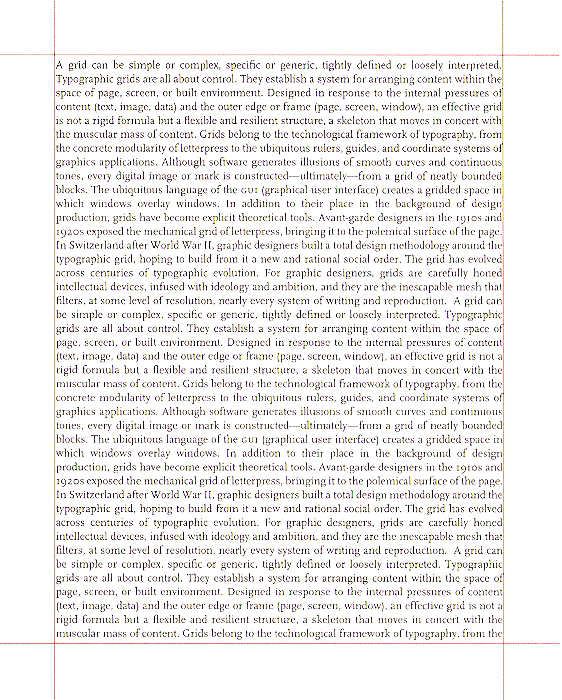 A grid can be simple or complex, specific or generic, tightly defined or loosely interpreted.
Typographic grids are all about control. They establish a system for arranging content within the
space of page, screen, or built environment. Designed in response to the internal pressures of
content (text, image, data) and the outer edge or frame (page, screen, window), an effective grid
is not a rigid formula but a flexible and resilient structure, a skeleton that moves in concert with
the muscular mass of content. Grids belong to the technological framework of typography, from
the concrete modularity of letterpress to the ubiquitous rulers, guides, and coordinate systems of
graphics applications. Although software generates illusions of smooth curves and continuous
tones, every digital image or mark is constructed—ultimately—from a grid of neatly bounded
blocks. The ubiquitous language of the GUI (graphical user interface) creates a gridded space in
which windows overlay windows. In addition to their place in the background of design
production, grids have become explicit theoretical tools. Avant-garde designers in the 1910s and
1920s exposed the mechanical grid of letterpress, bringing it to the polemical surface of the page.
In Switzerland after World War II, graphic designers built a total design methodology around the
typographic grid, hoping to build from it a new and rational social order. The grid has evolved
across centuries of typographic evolution. For graphic designers, grids are carefully honed
intellectual devices, infused with ideology and ambition, and they are the inescapable mesh that
filters, at some level of resolution, nearly every system of writing and reproduction. A grid can
be simple or complex, specific or generic, tightly defined or loosely interpreted. Typographic
grids are all about control. They establish a system for arranging content within the space of
page, screen, or built environment. Designed in response to the internal pressures of content
(text, image, data) and the outer edge or frame (page, screen, window), an effective grid is not a
rigid formula but a flexible and resilient structure, a skeleton that moves in concert with the
muscular mass of content. Grids belong to the technological framework of typography, from the
concrete modularity of letterpress to the ubiquitous rulers, guides, and coordinate systems of
graphics applications. Although software generates illusions of smooth curves and continuous
tones, every digital image or mark is constructed—ultimately—from a grid of neatly bounded
blocks. The ubiquitous language of the GUI (graphical user interface) creates a gridded space in
which windows overlay windows. In addition to their place in the background of design
production, grids have become explicit theoretical tools. Avant-garde designers in the 1910s and
1920s exposed the mechanical grid of letterpress, bringing it to the polemical surface of the page.
In Switzerland after World War II, graphic designers built a total design methodology around the
typographic grid, hoping to build from it a new and rational social order. The grid has evolved
across centuries of typographic evolution. For graphic designers, grids are carefully honed
intellectual devices, infused with ideology and ambition, and they are the inescapable mesh that
filters, at some level of resolution, nearly every system of writing and reproduction. A grid can
be simple or complex, specific or generic, tightly defined or loosely interpreted. Typographic
grids are all about control. They establish a system for arranging content within the space of
page, screen, or built environment. Designed in response to the internal pressures of content
(text, image, data) and the outer edge or frame (page, screen, window), an effective grid is not a
rigid formula but a flexible and resilient structure, a skeleton that moves in concert with the
muscular mass of content. Grids belong to the technological framework of typography, from the